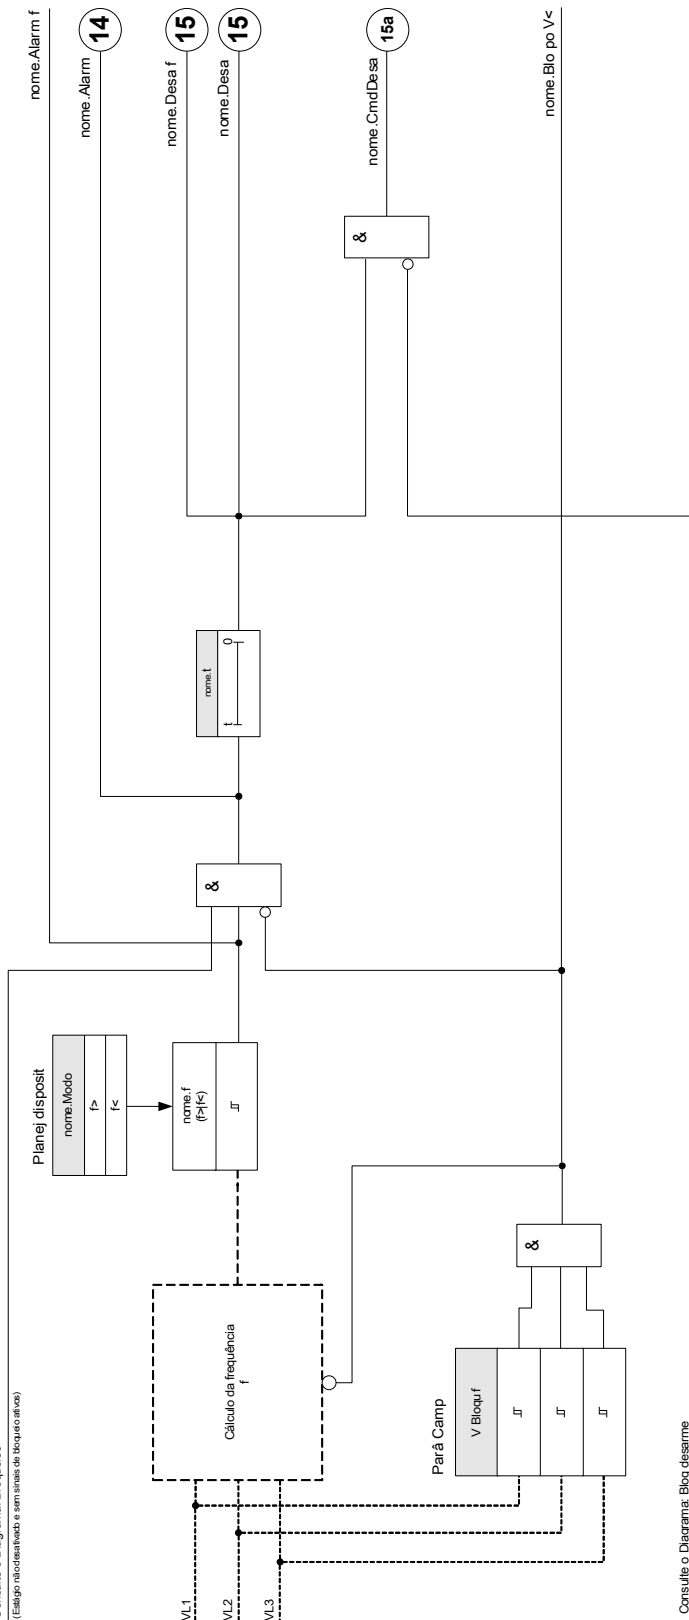 nome.Alarm f
14
nome.Alarm
15
nome.Desa f
15
nome.Desa
15a
nome.CmdDesa
nome.Blo po V<
&
nome.t
t
0
&
Planej disposit
nome.Modo
f>
f<
nome.f
(f>|f<)
(Estágio não desativado e sem sinais de bloqueio ativos)
Cálculo da frequência
f
&
Parâ Camp
V Bloqu f
VL1
VL2
VL3
Consulte o Diagrama: Bloq desarme